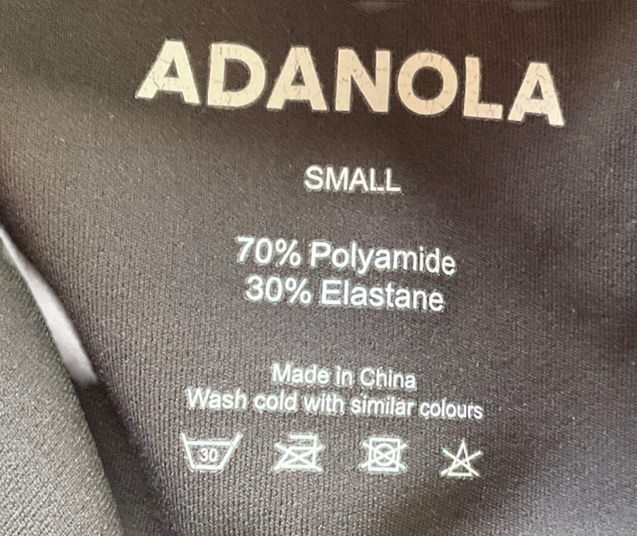 ADANOLA
SMALL
70% Polyamide
30% Elastane
Made in China
Wash cold with similar colours
30